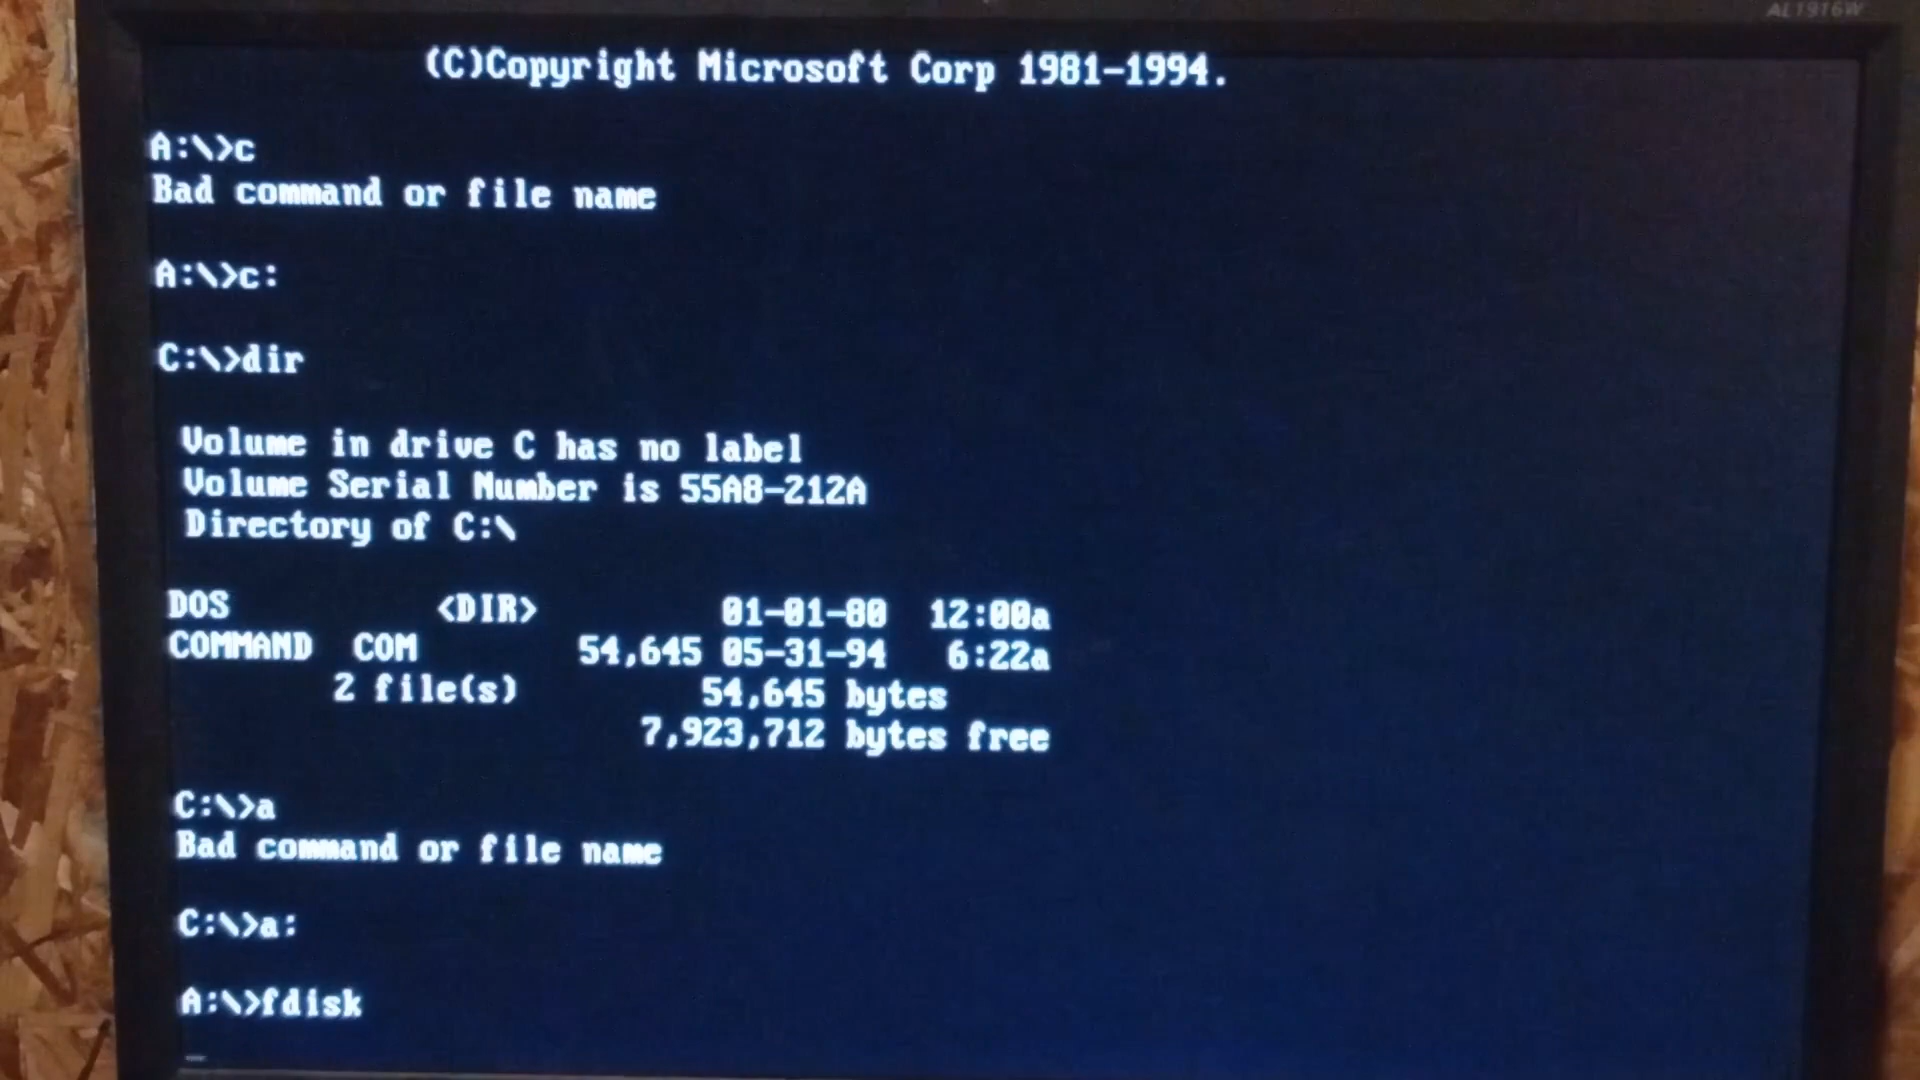 AL1916W
(C)Copyright Microsoft Corp 1981-1994.
A:\>c
Bad command or file name
A:\>c:
C:\>dir
Volume in drive C has no label
Volume Serial Number is 55A8-212A
Directory of C:\
DOS <DIR> 01-01-80 12:00a
COMMAND COM 54,645 05-31-94 6:22a
2 file(s) 54,645 bytes
7,923,712 bytes free
C:\>a
Bad command or file name
C:\>a:
A:\>fdisk